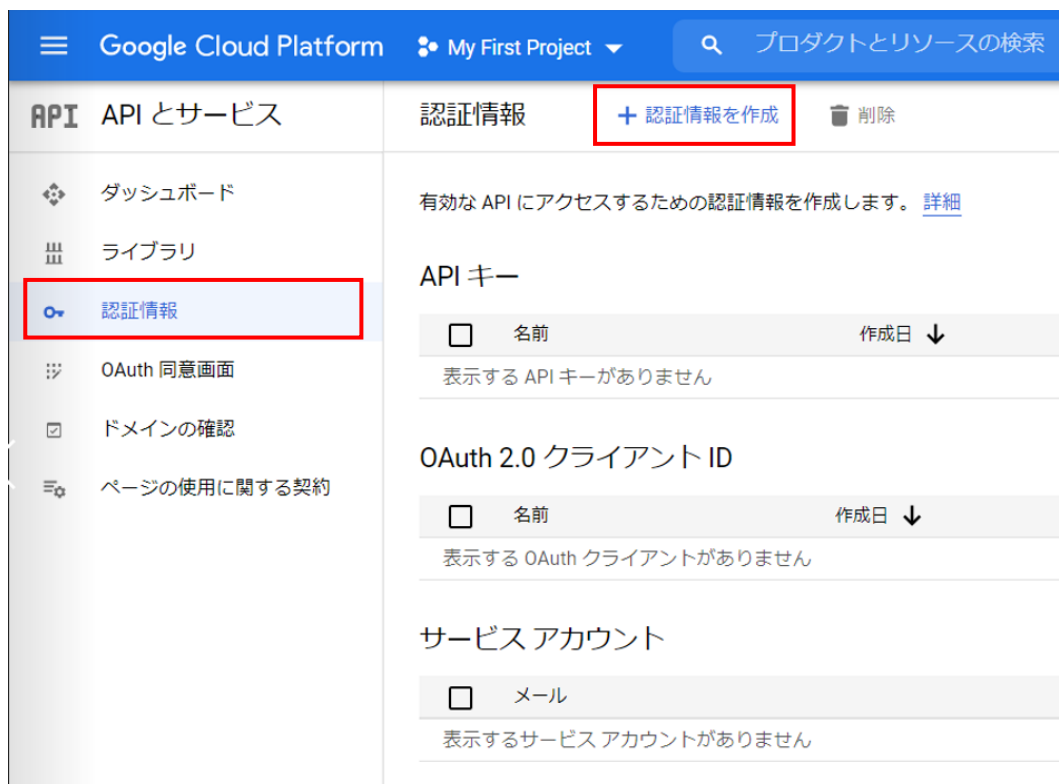 Google Cloud Platform My First Project プロダクトとリソースの検索
API APIとサービス
認証情報 + 認証情報を作成 削除
ダッシュボード
ライブラリ
認証情報
OAuth 同意画面
ドメインの確認
ページの使用に関する契約
有効な API にアクセスするための認証情報を作成します。 詳細
API キー
名前 作成日
表示する API キーがありません
OAuth 2.0 クライアント ID
名前 作成日
表示する OAuth クライアントがありません
サービス アカウント
メール
表示するサービス アカウントがありません